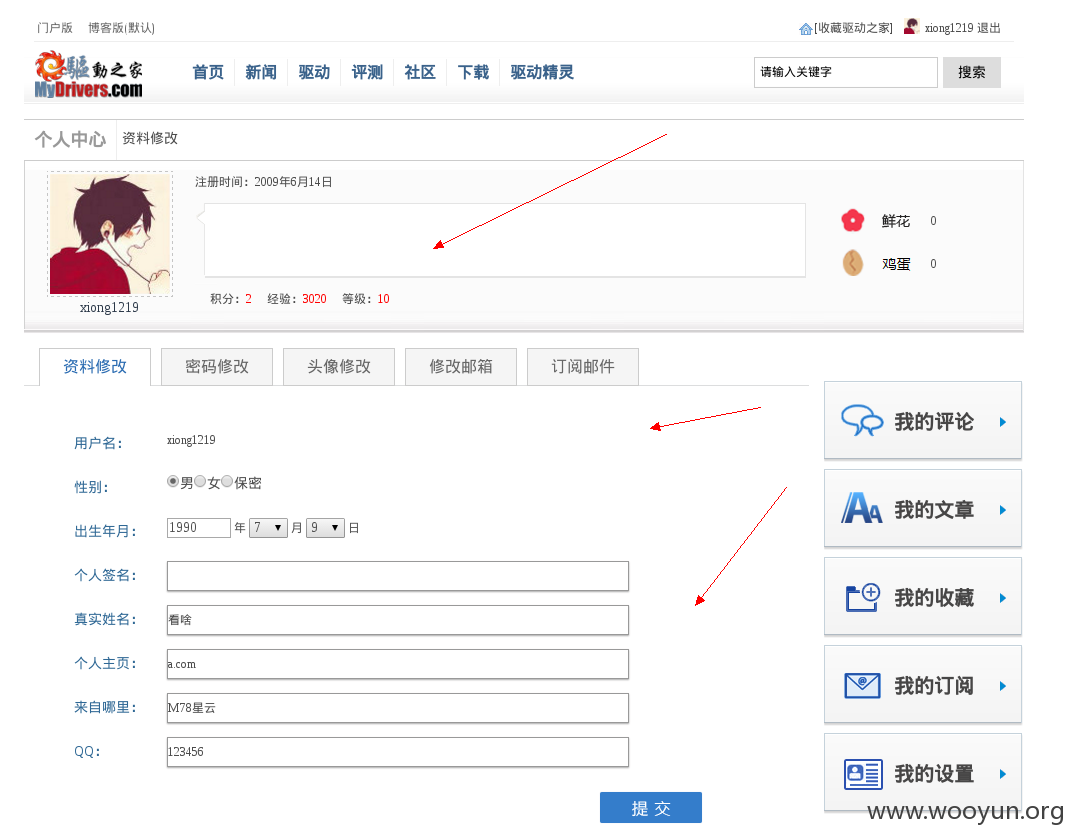 门户版 博客版(默认) [收藏驱动之家] xiong1219 退出
驱動之家
MyDrivers.com
首页 新闻 驱动 评测 社区 下载 驱动精灵 请输入关键字 搜索
个人中心 资料修改
注册时间：2009年6月14日
鲜花 0
鸡蛋 0
积分：2 经验：3020 等级：10
xiong1219
资料修改 密码修改 头像修改 修改邮箱 订阅邮件
用户名： xiong1219
性别： 男 女 保密
出生年月： 1990 年 7 月 9 日
个人签名：
真实姓名： 看啥
个人主页： a.com
来自哪里： M78星云
QQ： 123456
提 交
我的评论
我的文章
我的收藏
我的订阅
我的设置
www.wooyun.org